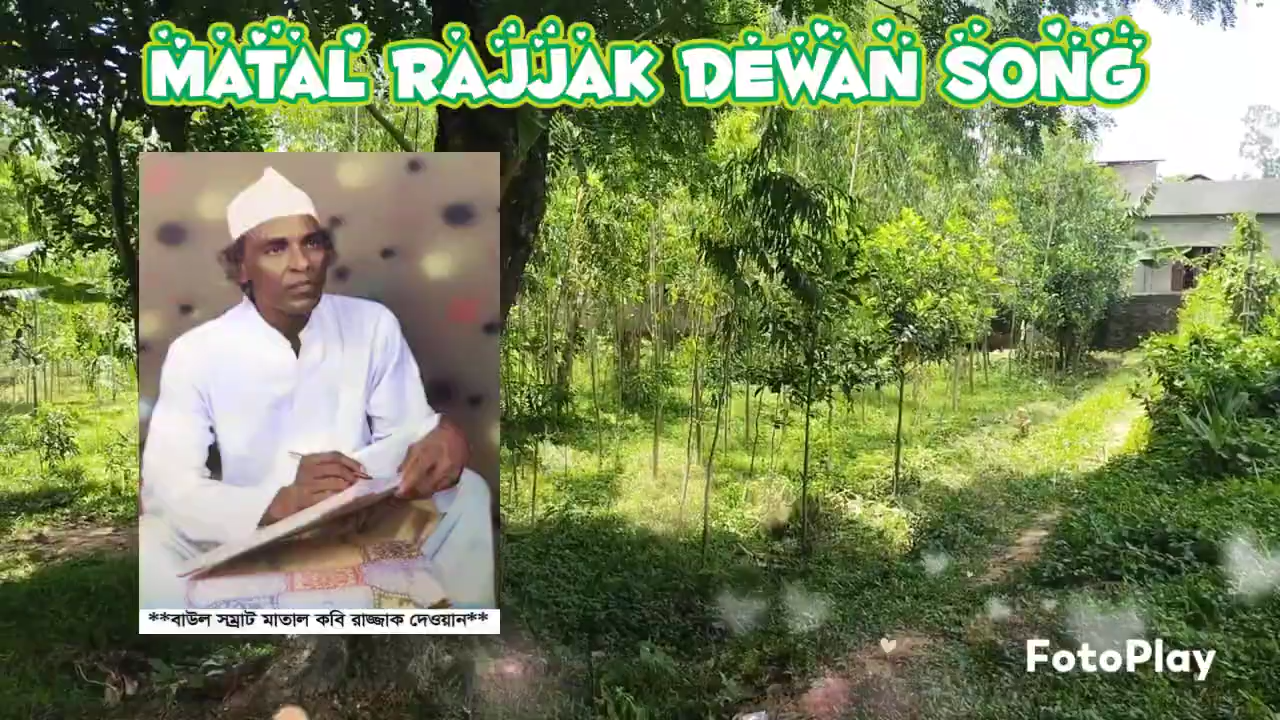 MATAL RAJJAK DEWAN SONG
**বাউল সম্রাট মাতাল কবি রাজ্জাক দেওয়ান**
FotoPlay